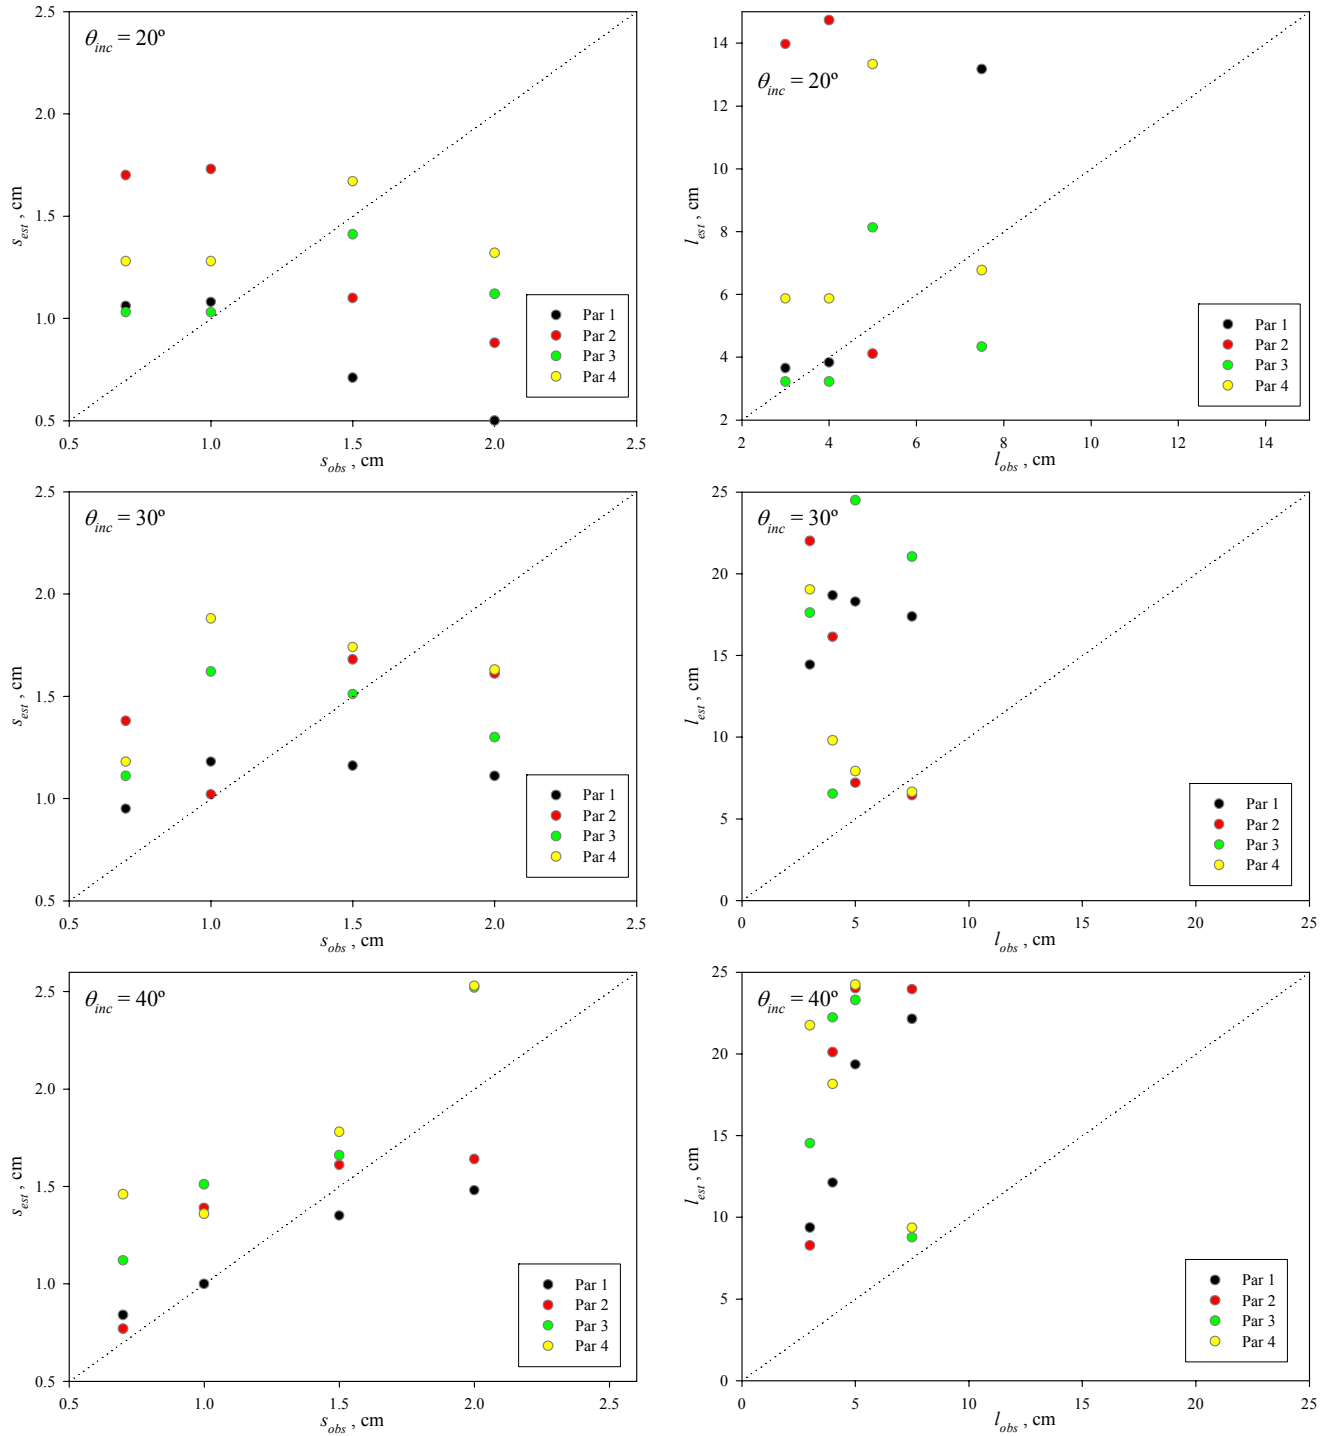 θinc = 20º
2.5
2.0
1.5
1.0
0.5
sest , cm
0.5 1.0 1.5 2.0 2.5
sobs , cm
Par 1
Par 2
Par 3
Par 4
θinc = 20º
14
12
10
8
6
4
2
lest , cm
2 4 6 8 10 12 14
lobs , cm
Par 1
Par 2
Par 3
Par 4
θinc = 30º
2.5
2.0
1.5
1.0
0.5
sest , cm
0.5 1.0 1.5 2.0 2.5
sobs , cm
Par 1
Par 2
Par 3
Par 4
θinc = 30º
25
20
15
10
5
0
lest , cm
0 5 10 15 20 25
lobs , cm
Par 1
Par 2
Par 3
Par 4
θinc = 40º
2.5
2.0
1.5
1.0
0.5
sest , cm
0.5 1.0 1.5 2.0 2.5
sobs , cm
Par 1
Par 2
Par 3
Par 4
θinc = 40º
25
20
15
10
5
0
lest , cm
0 5 10 15 20 25
lobs , cm
Par 1
Par 2
Par 3
Par 4